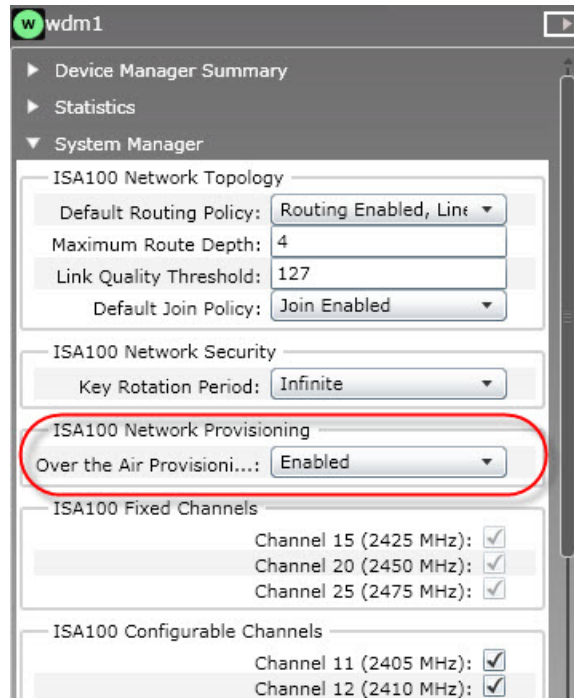 w wdm1
Device Manager Summary
Statistics
System Manager
ISA100 Network Topology
Default Routing Policy: Routing Enabled, Line
Maximum Route Depth: 4
Link Quality Threshold: 127
Default Join Policy: Join Enabled
ISA100 Network Security
Key Rotation Period: Infinite
ISA100 Network Provisioning
Over the Air Provisioni...: Enabled
ISA100 Fixed Channels
Channel 15 (2425 MHz):
Channel 20 (2450 MHz):
Channel 25 (2475 MHz):
ISA100 Configurable Channels
Channel 11 (2405 MHz):
Channel 12 (2410 MHz):